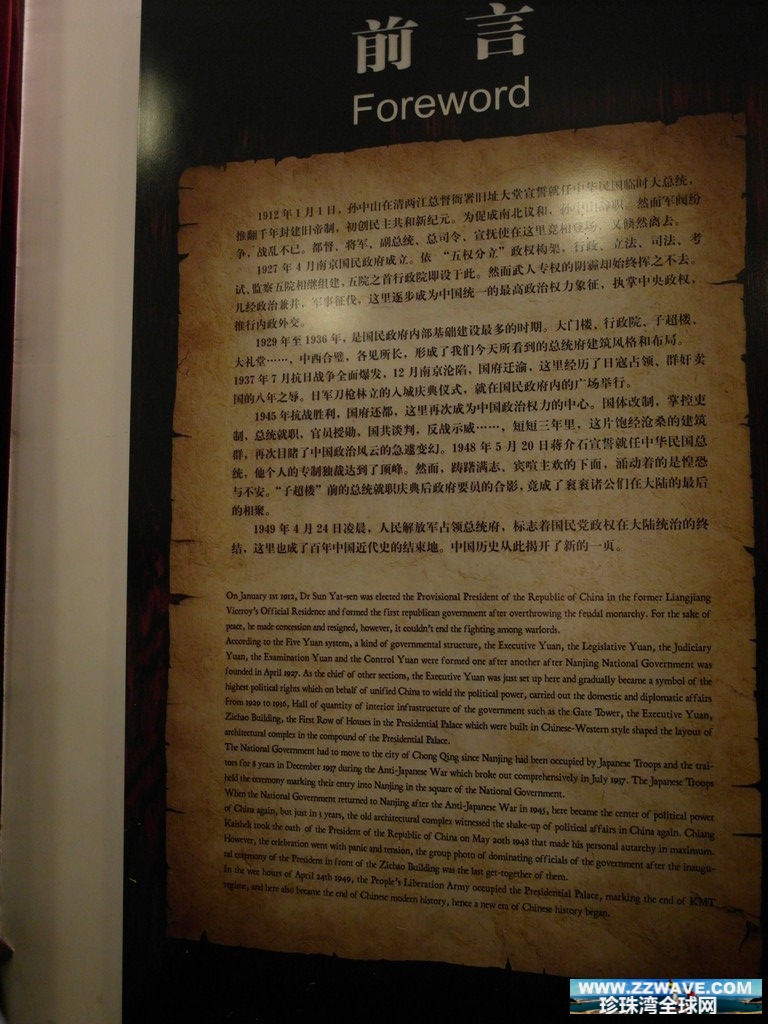 前言
Foreword
1912年1月1日，孙中山在清两江总督衙署旧址大堂宣誓就任中华民国临时大总统，
推翻千年封建旧帝制，初创民主共和新纪元。为促成南北议和，孙中山辞职。然而军阀纷
争，战乱不已。都督、将军、副总统、总司令、宣抚使在这里竞相登场，又倏然离去。
1927年4月南京国民政府成立。依“五权分立”政权构架，行政、立法、司法、考
试、监察五院相继组建，五院之首行政院即设于此。然而武人专权的阴霾却始终挥之不去。
几经政治兼并，军事征伐，这里逐步成为中国统一的最高政治权力象征，执掌中央政权，
推行内政外交。
1929年至1936年，是国民政府内部基础建设最多的时期。大门楼、行政院、子超楼、
大礼堂……，中西合璧，各见所长，形成了我们今天所看到的总统府建筑风格和布局。
1937年7月抗日战争全面爆发，12月南京沦陷，国府迁渝，这里经历了日寇占领、群奸卖
国的八年之辱。日军刀枪林立的入城庆典仪式，就在国民政府内的广场举行。
1945年抗战胜利，国府还都，这里再次成为中国政治权力的中心。国体改制，掌控吏
制，总统就职，官员授勋，国共谈判，反战示威……，短短三年里，这片饱经沧桑的建筑
群，再次目睹了中国政治风云的急速变幻。1948年5月20日蒋介石宣誓就任中华民国总
统，他个人的专制独裁达到了顶峰。然而，踌躇满志、宾喧主欢的下面，涌动着的是惶恐
与不安。“子超楼”前的总统就职庆典后政府要员的合影，竟成了衮衮诸公们在大陆的最后
的相聚。
1949年4月24日凌晨，人民解放军占领总统府，标志着国民党政权在大陆统治的终
结，这里也成了百年中国近代史的结束地。中国历史从此揭开了新的一页。
On January 1st 1912, Dr Sun Yat-sen was elected the Provisional President of the Republic of China in the former Liangjiang
Viceroy's Official Residence and formed the first republican government after overthrowing the feudal monarchy. For the sake of
peace, he made concession and resigned, however, it couldn't end the fighting among warlords.
According to the Five Yuan system, a kind of governmental structure, the Executive Yuan, the Legislative Yuan, the Judiciary
Yuan, the Examination Yuan and the Control Yuan were formed one after another after Nanjing National Government was
founded in April 1927. As the chief of other sections, the Executive Yuan was just set up here and gradually became a symbol of the
highest political rights which on behalf of unified China to wield the political power, carried out the domestic and diplomatic affairs
From 1929 to 1936, Hall of quantity of interior infrastructure of the government such as the Gate Tower, the Executive Yuan,
Zichao Building, the First Row of Houses in the Presidential Palace which were built in Chinese-Western style shaped the layout of
architectural complex in the compound of the Presidential Palace.
The National Government had to move to the city of Chong Qing since Nanjing had been occupied by Japanese Troops and the trai-
tors for 8 years in December 1937 during the Anti-Japanese War which broke out comprehensively in July 1937. The Japanese Troops
held the ceremony marking their entry into Nanjing in the square of the National Government.
When the National Government returned to Nanjing after the Anti-Japanese War in 1945, here became the center of political power
of China again, but just in 3 years, the old architectural complex witnessed the shake-up of political affairs in China again. Chiang
Kaishek took the oath of the President of the Republic of China on May 20th 1948 that made his personal autarchy in maximum.
However, the celebration went with panic and tension, the group photo of dominating officials of the government after the inaugu-
ral ceremony of the President in front of the Zichao Building was the last get-together of them.
In the wee hours of April 24th 1949, the People's Liberation Army occupied the Presidential Palace, marking the end of KMT
regime, and here also became the end of Chinese modern history, hence a new era of Chinese history began.
WWW.ZZWAVE.COM
珍珠湾全球网